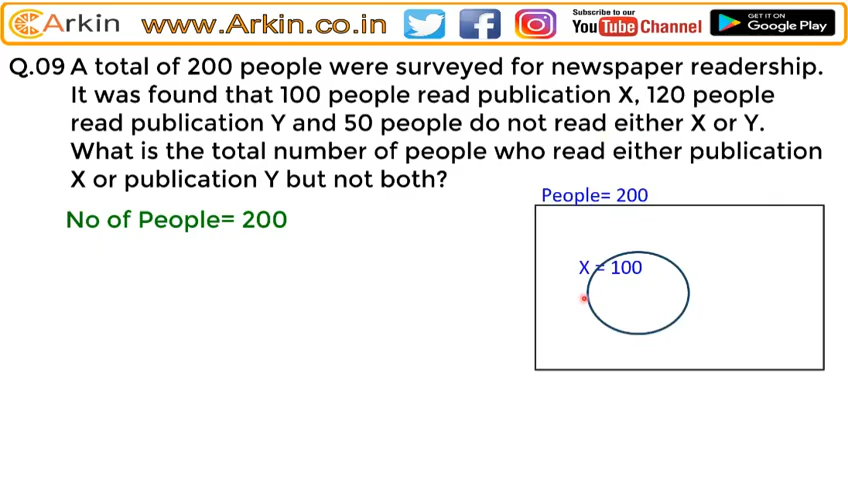 Arkin
www.Arkin.co.in
Subscribe to our
YouTube Channel
GET IT ON
Google Play
Q.09 A total of 200 people were surveyed for newspaper readership.
It was found that 100 people read publication X, 120 people
read publication Y and 50 people do not read either X or Y.
What is the total number of people who read either publication
X or publication Y but not both?
People= 200
No of People= 200
X = 100